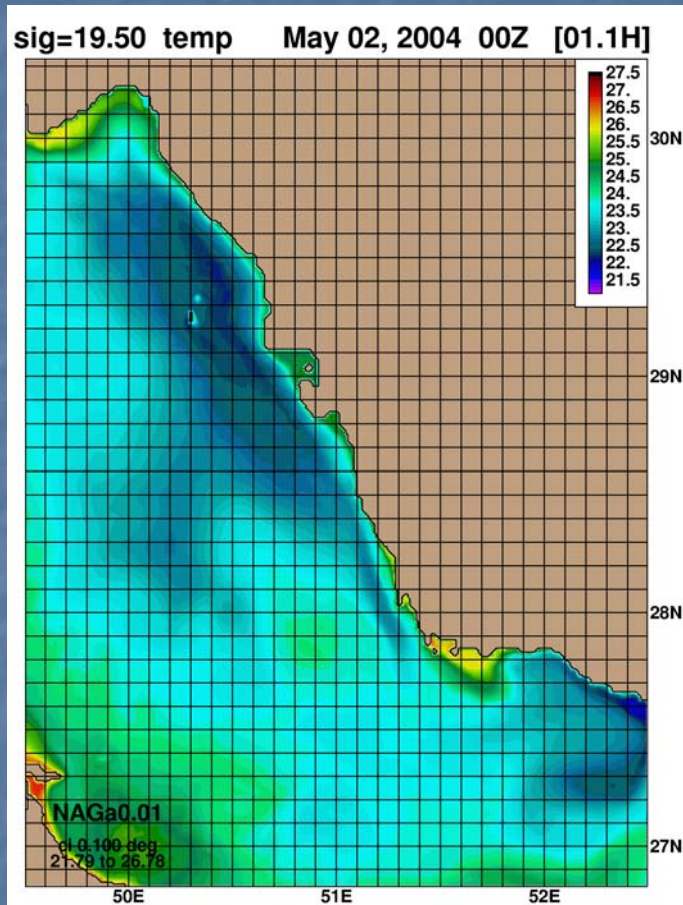 sig=19.50 temp May 02, 2004 00Z [01.1H]
27.5
27.
26.5
26.
25.5
25.
24.5
24.
23.5
23.
22.5
22.
21.5
30N
29N
28N
27N
NAGa0.01
ci 0.100 deg
21.79 to 26.78
50E 51E 52E